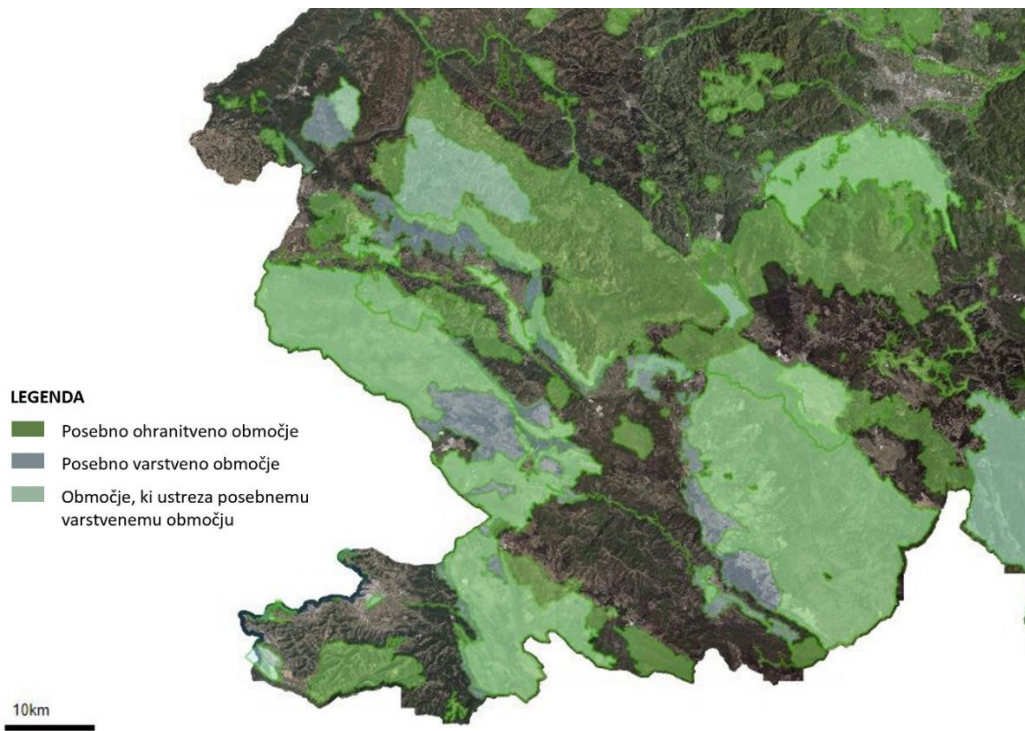 LEGENDA
Posebno ohranitveno območje
Posebno varstveno območje
Območje, ki ustreza posebnemu
varstvenemu območju
10km